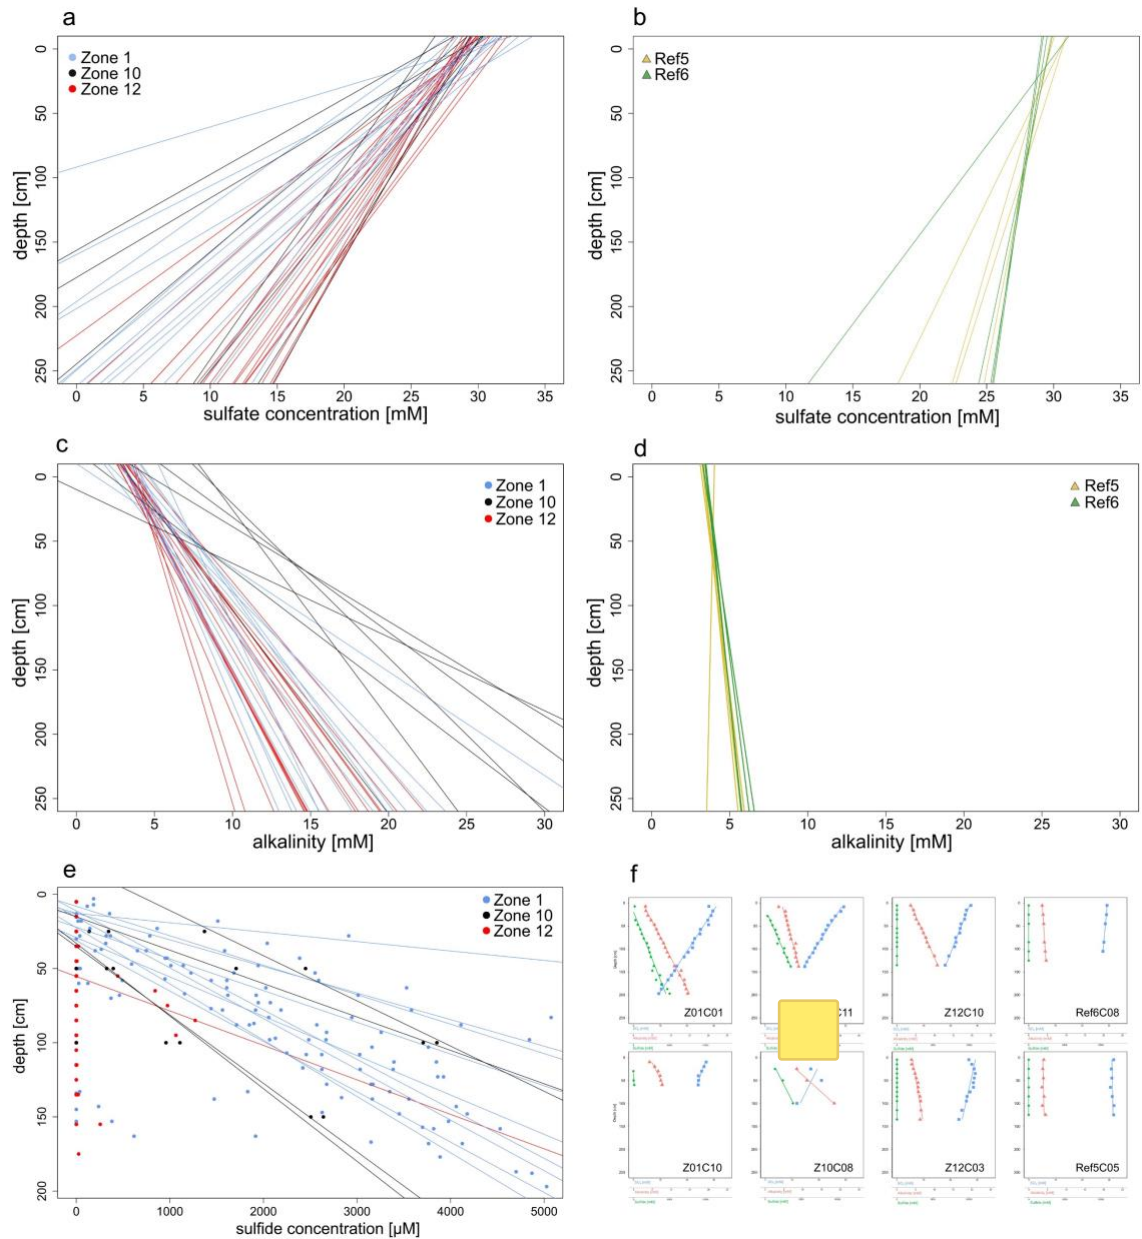 a
b
Zone 1
Zone 10
Zone 12
Ref5
Ref6
0
50
100
150
200
250
depth [cm]
0 5 10 15 20 25 30 35
sulfate concentration [mM]
0
50
100
150
200
250
depth [cm]
0 5 10 15 20 25 30 35
sulfate concentration [mM]
c
d
Zone 1
Zone 10
Zone 12
Ref5
Ref6
0
50
100
150
200
250
depth [cm]
0 5 10 15 20 25 30
alkalinity [mM]
0
50
100
150
200
250
depth [cm]
0 5 10 15 20 25 30
alkalinity [mM]
e
f
Zone 1
Zone 10
Zone 12
0
50
100
150
200
depth [cm]
0 1000 2000 3000 4000 5000
sulfide concentration [µM]
Z01C01
C11
Z12C10
Ref6C08
Z01C10
Z10C08
Z12C03
Ref5C05